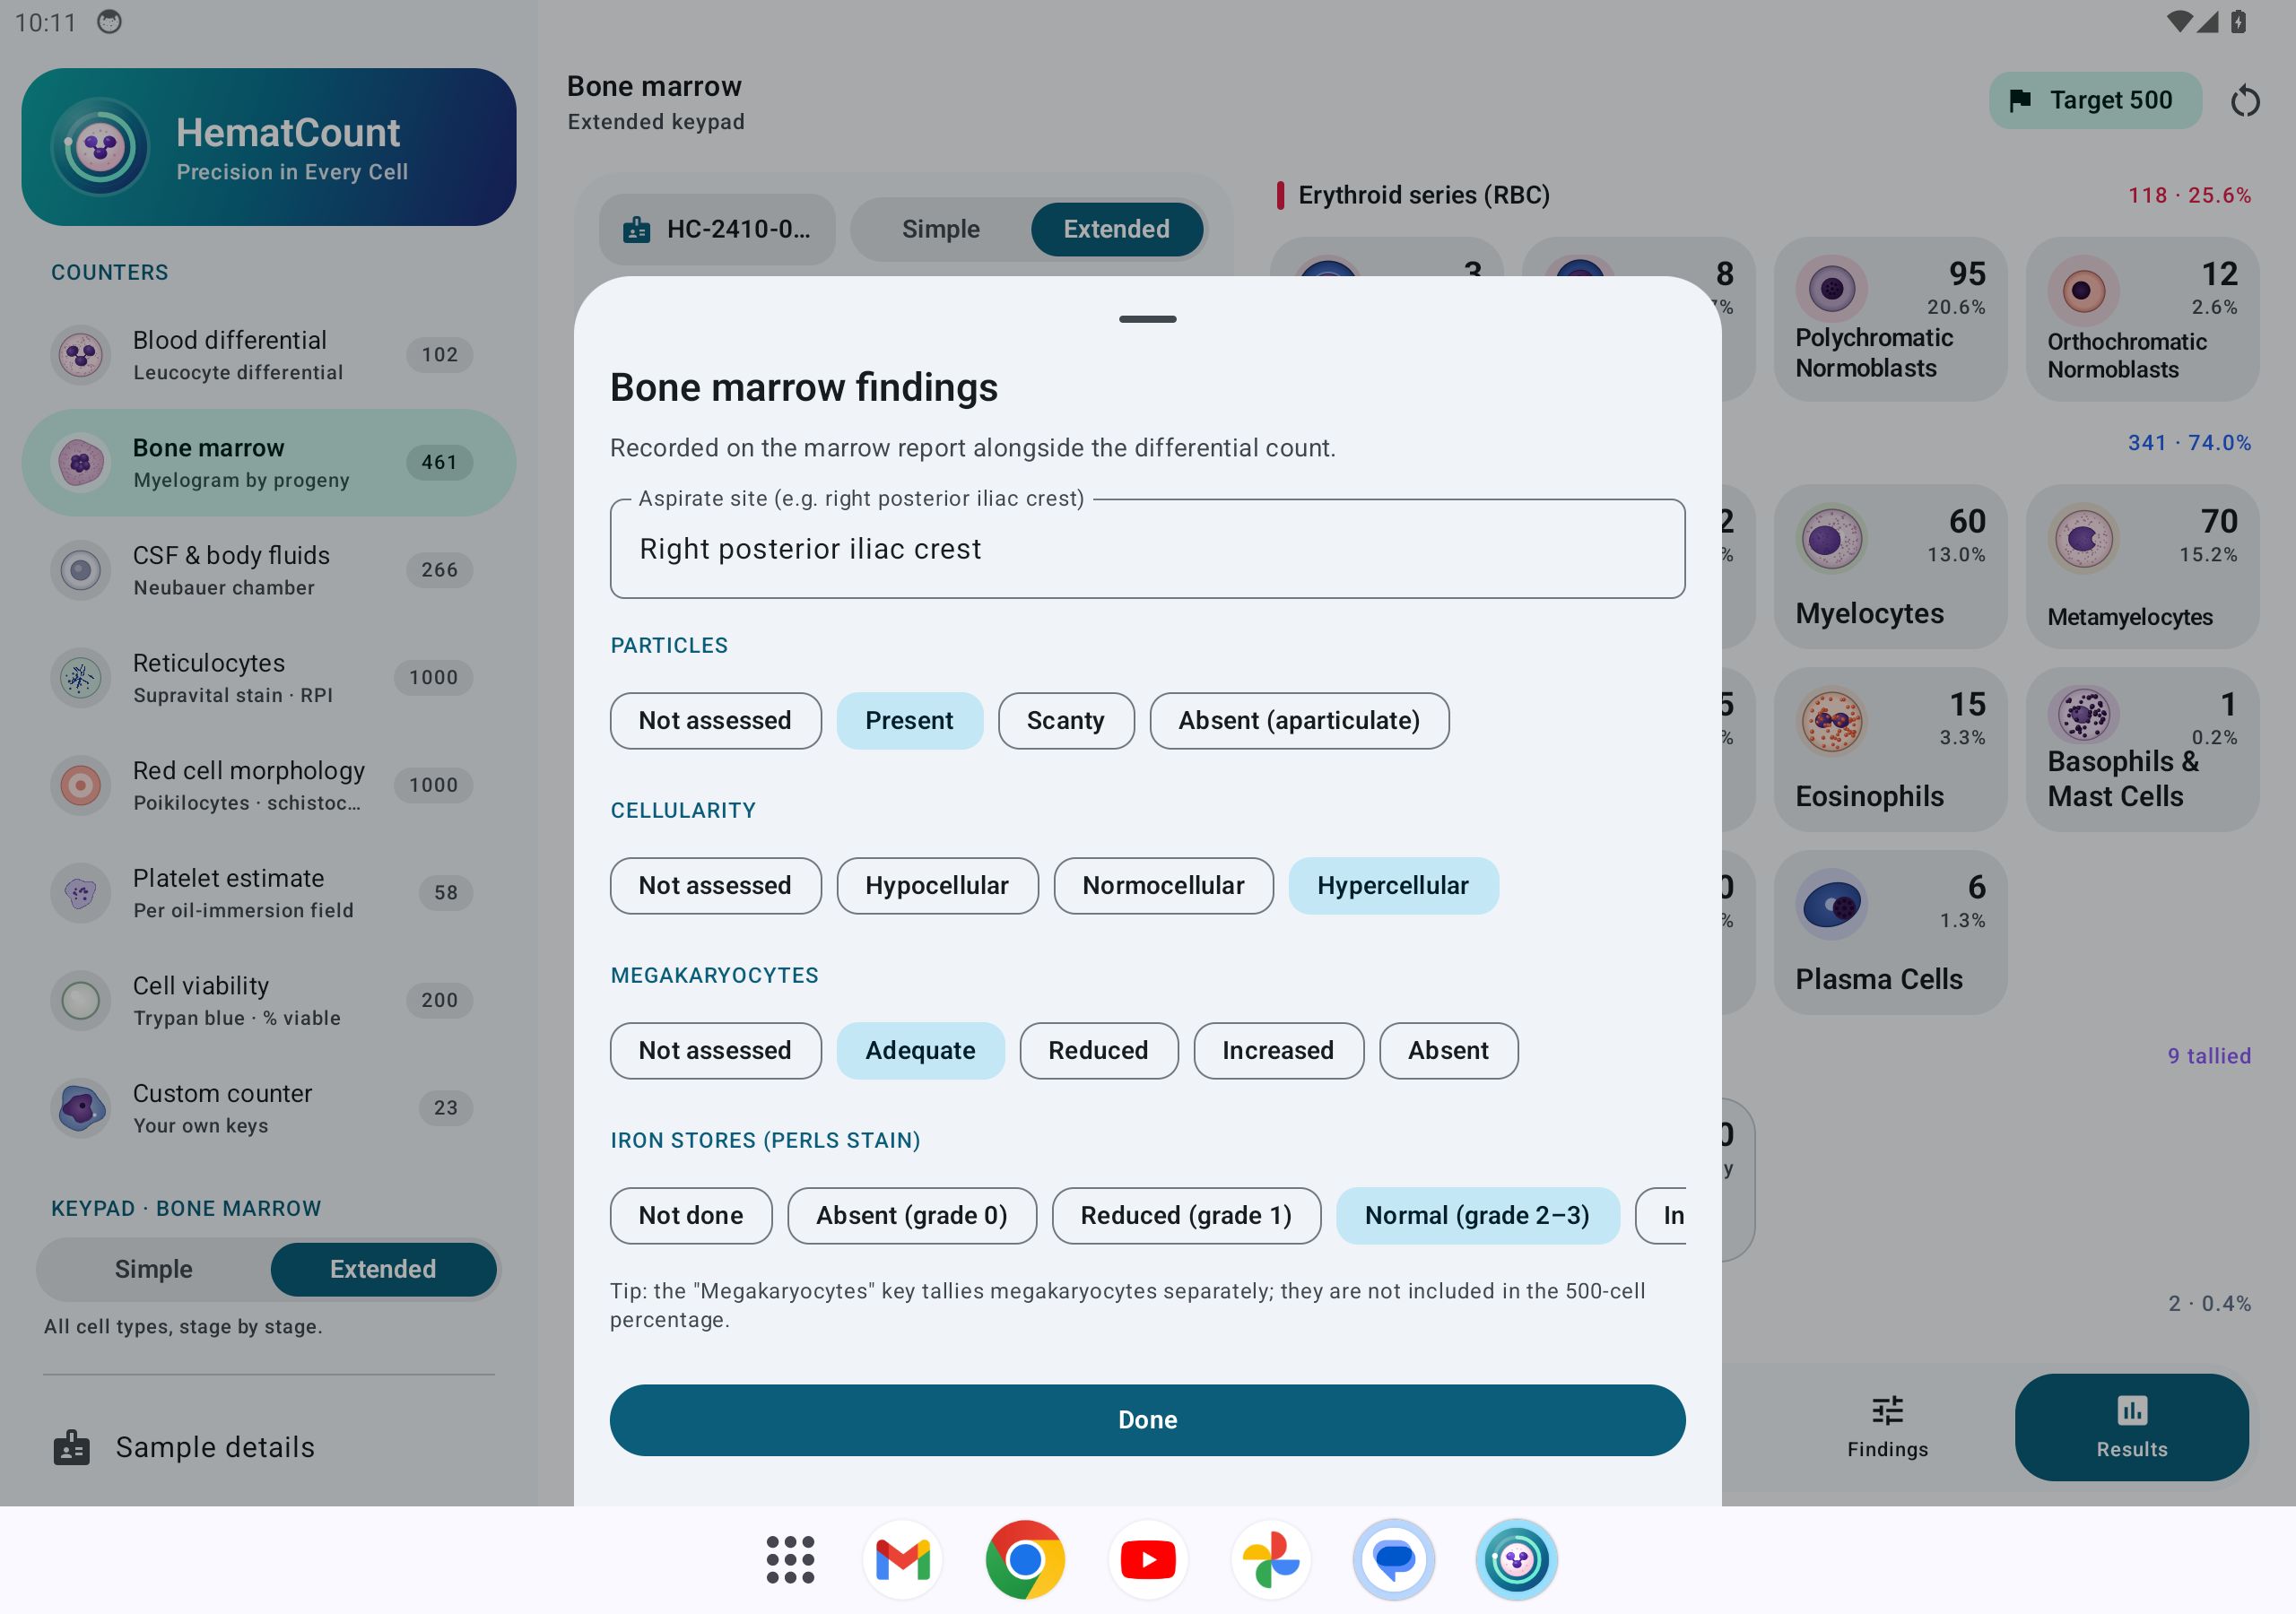 10:11
HematCount
Precision in Every Cell
COUNTERS
Blood differential
Leucocyte differential
102
Bone marrow
Myelogram by progeny
461
CSF & body fluids
Neubauer chamber
266
Reticulocytes
Supravital stain · RPI
1000
Red cell morphology
Poikilocytes · schistoc…
1000
Platelet estimate
Per oil-immersion field
58
Cell viability
Trypan blue · % viable
200
Custom counter
Your own keys
23
KEYPAD · BONE MARROW
Simple
Extended
All cell types, stage by stage.
Sample details
Bone marrow
Extended keypad
Target 500
HC-2410-0…
Simple
Extended
Erythroid series (RBC)
118 · 25.6%
3
8
%
95
20.6%
Polychromatic
Normoblasts
12
2.6%
Orthochromatic
Normoblasts
341 · 74.0%
2
%
60
13.0%
Myelocytes
70
15.2%
Metamyelocytes
5
%
15
3.3%
Eosinophils
1
0.2%
Basophils &
Mast Cells
0
%
6
1.3%
Plasma Cells
9 tallied
0
y
2 · 0.4%
Findings
Results
Bone marrow findings
Recorded on the marrow report alongside the differential count.
Aspirate site (e.g. right posterior iliac crest)
Right posterior iliac crest
PARTICLES
Not assessed
Present
Scanty
Absent (aparticulate)
CELLULARITY
Not assessed
Hypocellular
Normocellular
Hypercellular
MEGAKARYOCYTES
Not assessed
Adequate
Reduced
Increased
Absent
IRON STORES (PERLS STAIN)
Not done
Absent (grade 0)
Reduced (grade 1)
Normal (grade 2–3)
In
Tip: the "Megakaryocytes" key tallies megakaryocytes separately; they are not included in the 500-cell
percentage.
Done